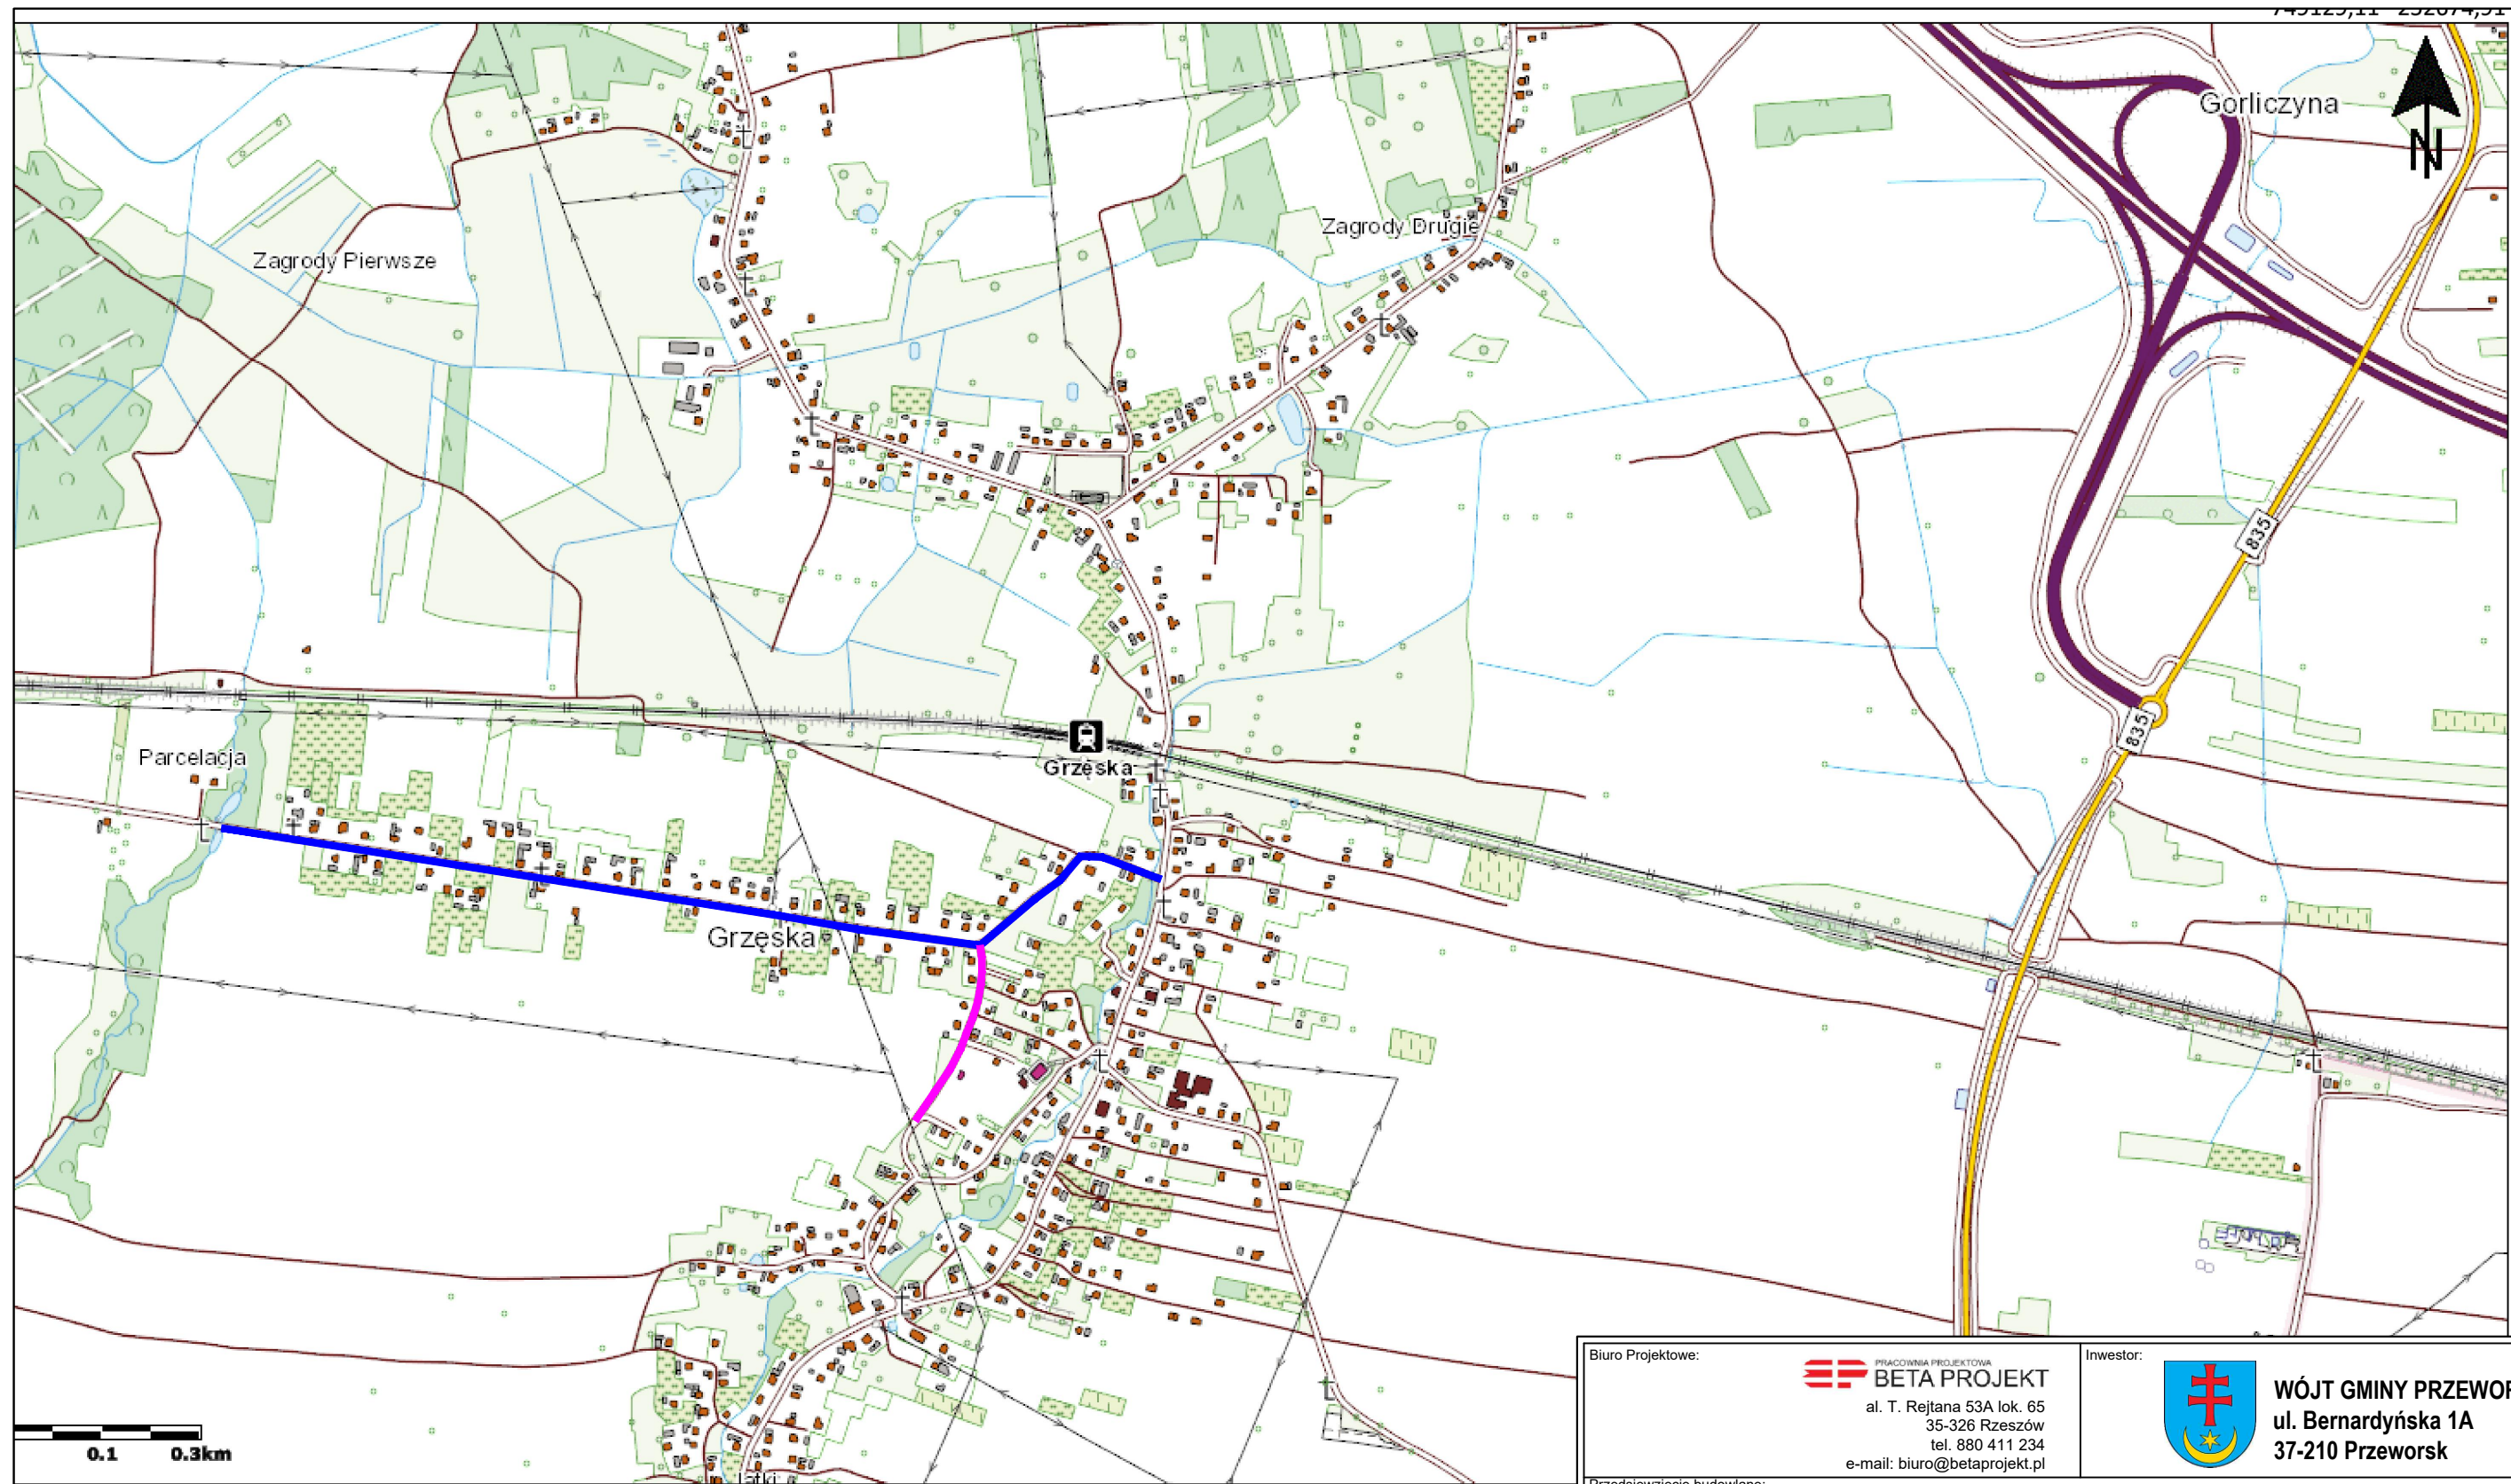 Gorliczyna
N
Zagrody Drugie
Zagrody Pierwsze
835
835
Parcelacja
Grzęska
Grzęska
0.1 0.3km
Biuro Projektowe:
PRACOWNIA PROJEKTOWA
BETA PROJEKT
al. T. Rejtana 53A lok. 65
35-326 Rzeszów
tel. 880 411 234
e-mail: biuro@betaprojekt.pl
Inwestor:
WÓJT GMINY PRZEWOR
ul. Bernardyńska 1A
37-210 Przeworsk